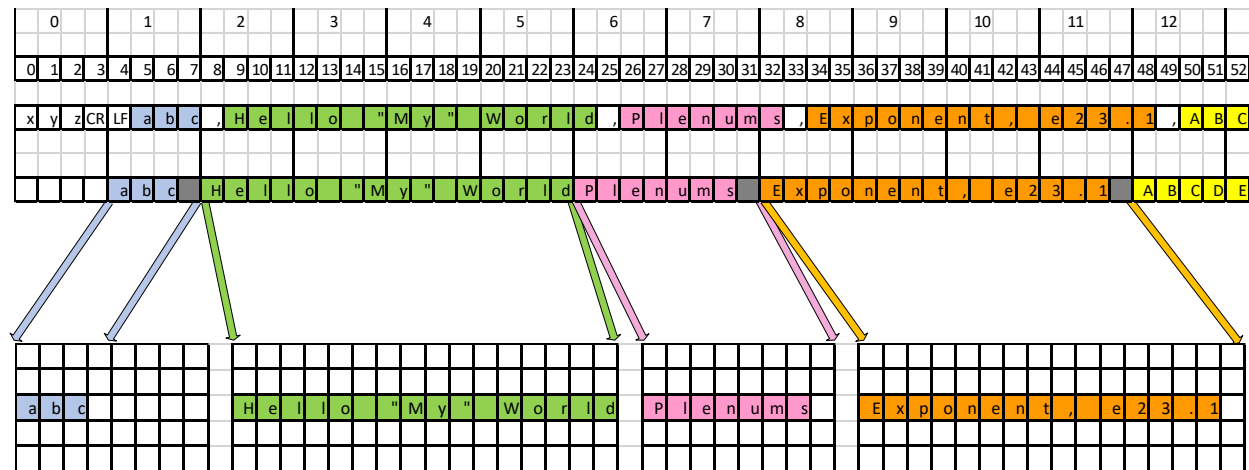 0 1 2 3 4 5 6 7 8 9 10 11 12
0 1 2 3 4 5 6 7 8 9 10 11 12 13 14 15 16 17 18 19 20 21 22 23 24 25 26 27 28 29 30 31 32 33 34 35 36 37 38 39 40 41 42 43 44 45 46 47 48 49 50 51 52
x y z CR LF a b c , H e l l o " M y " W o r l d , P l e n u m s , E x p o n e n t , e 2 3 . 1 , A B C
a b c H e l l o " M y " W o r l d P l e n u m s E x p o n e n t , e 2 3 . 1 A B C D E
a b c H e l l o " M y " W o r l d P l e n u m s E x p o n e n t , e 2 3 . 1